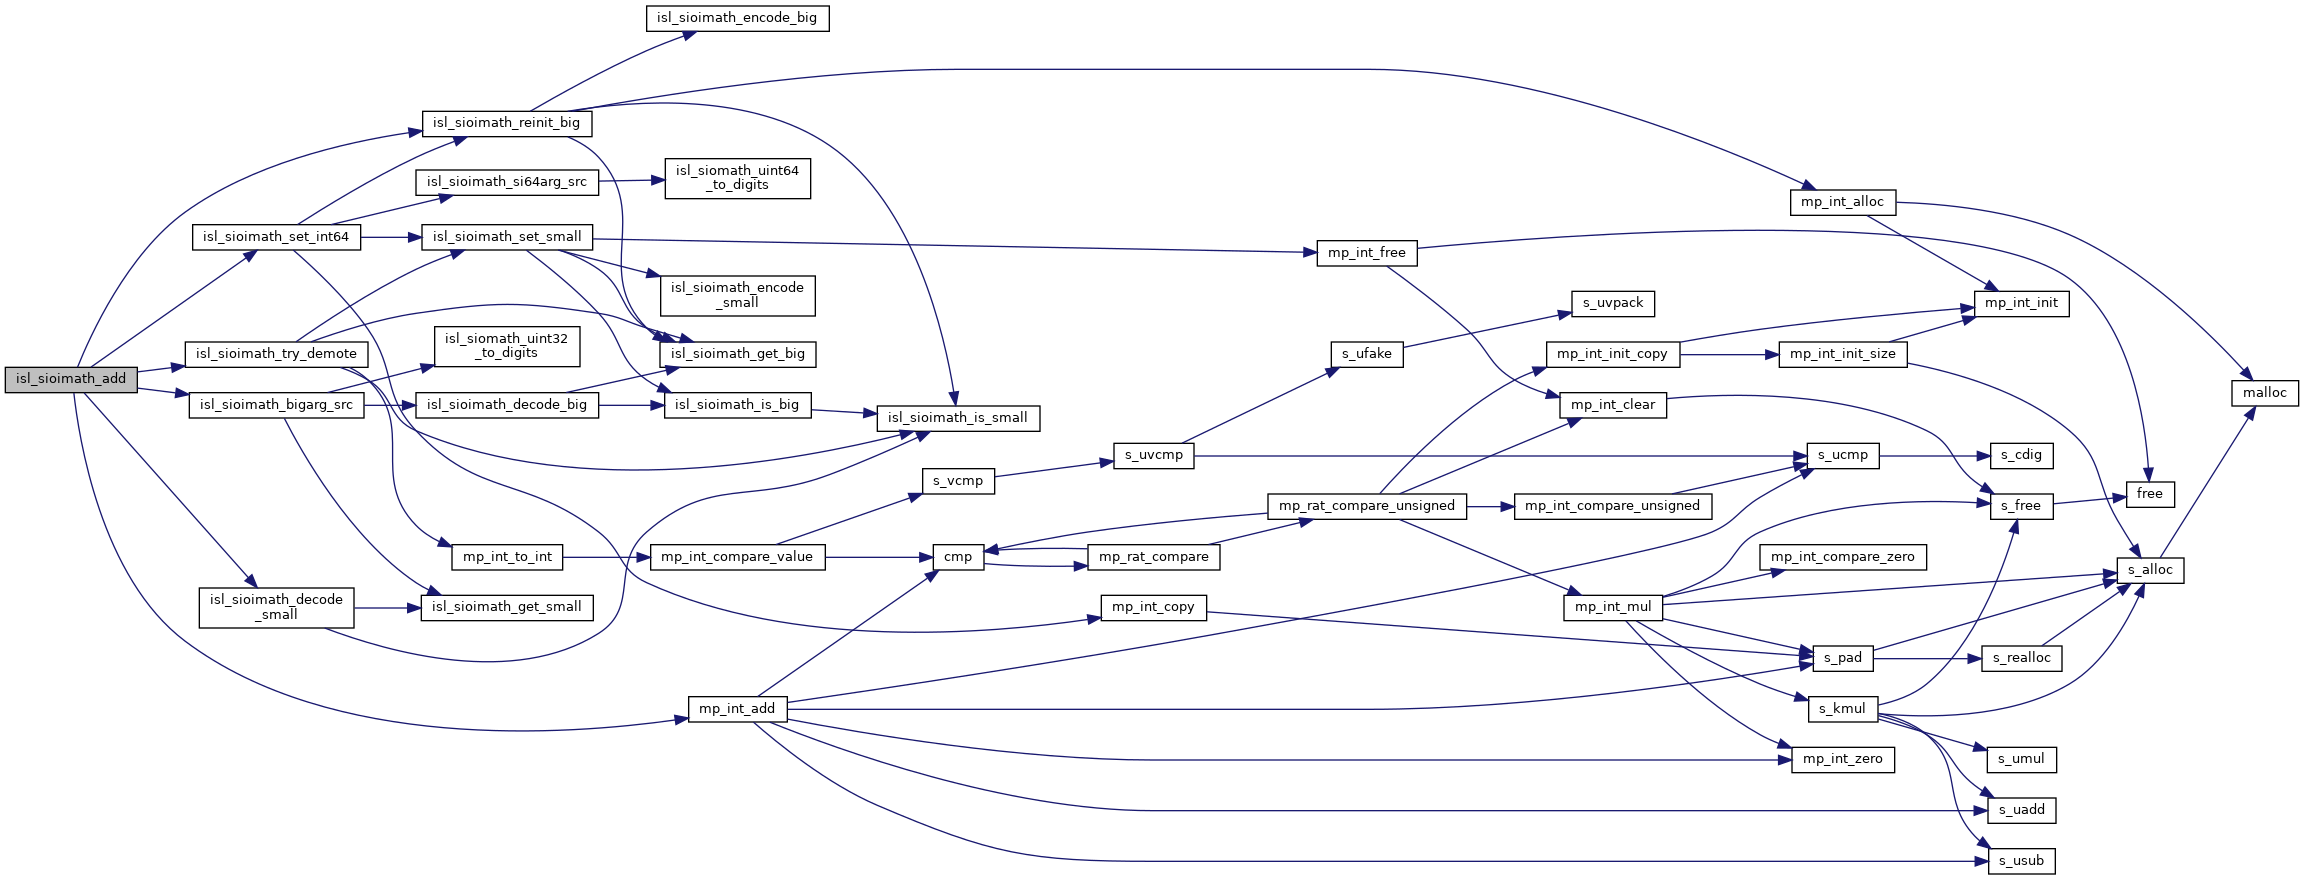 isl_sioimath_encode_big
isl_sioimath_reinit_big
isl_sioimath_si64arg_src
isl_siomath_uint64
_to_digits
mp_int_alloc
isl_sioimath_set_int64
isl_sioimath_set_small
mp_int_free
isl_sioimath_encode
_small
s_uvpack
mp_int_init
isl_sioimath_try_demote
isl_siomath_uint32
_to_digits
isl_sioimath_get_big
s_ufake
mp_int_init_copy
mp_int_init_size
isl_sioimath_add
malloc
isl_sioimath_bigarg_src
isl_sioimath_decode_big
isl_sioimath_is_big
isl_sioimath_is_small
mp_int_clear
s_uvcmp
s_ucmp
s_cdig
s_vcmp
mp_rat_compare_unsigned
mp_int_compare_unsigned
s_free
free
mp_int_to_int
mp_int_compare_value
cmp
mp_rat_compare
mp_int_compare_zero
s_alloc
isl_sioimath_decode
_small
isl_sioimath_get_small
mp_int_copy
mp_int_mul
s_pad
s_realloc
mp_int_add
s_kmul
mp_int_zero
s_umul
s_uadd
s_usub